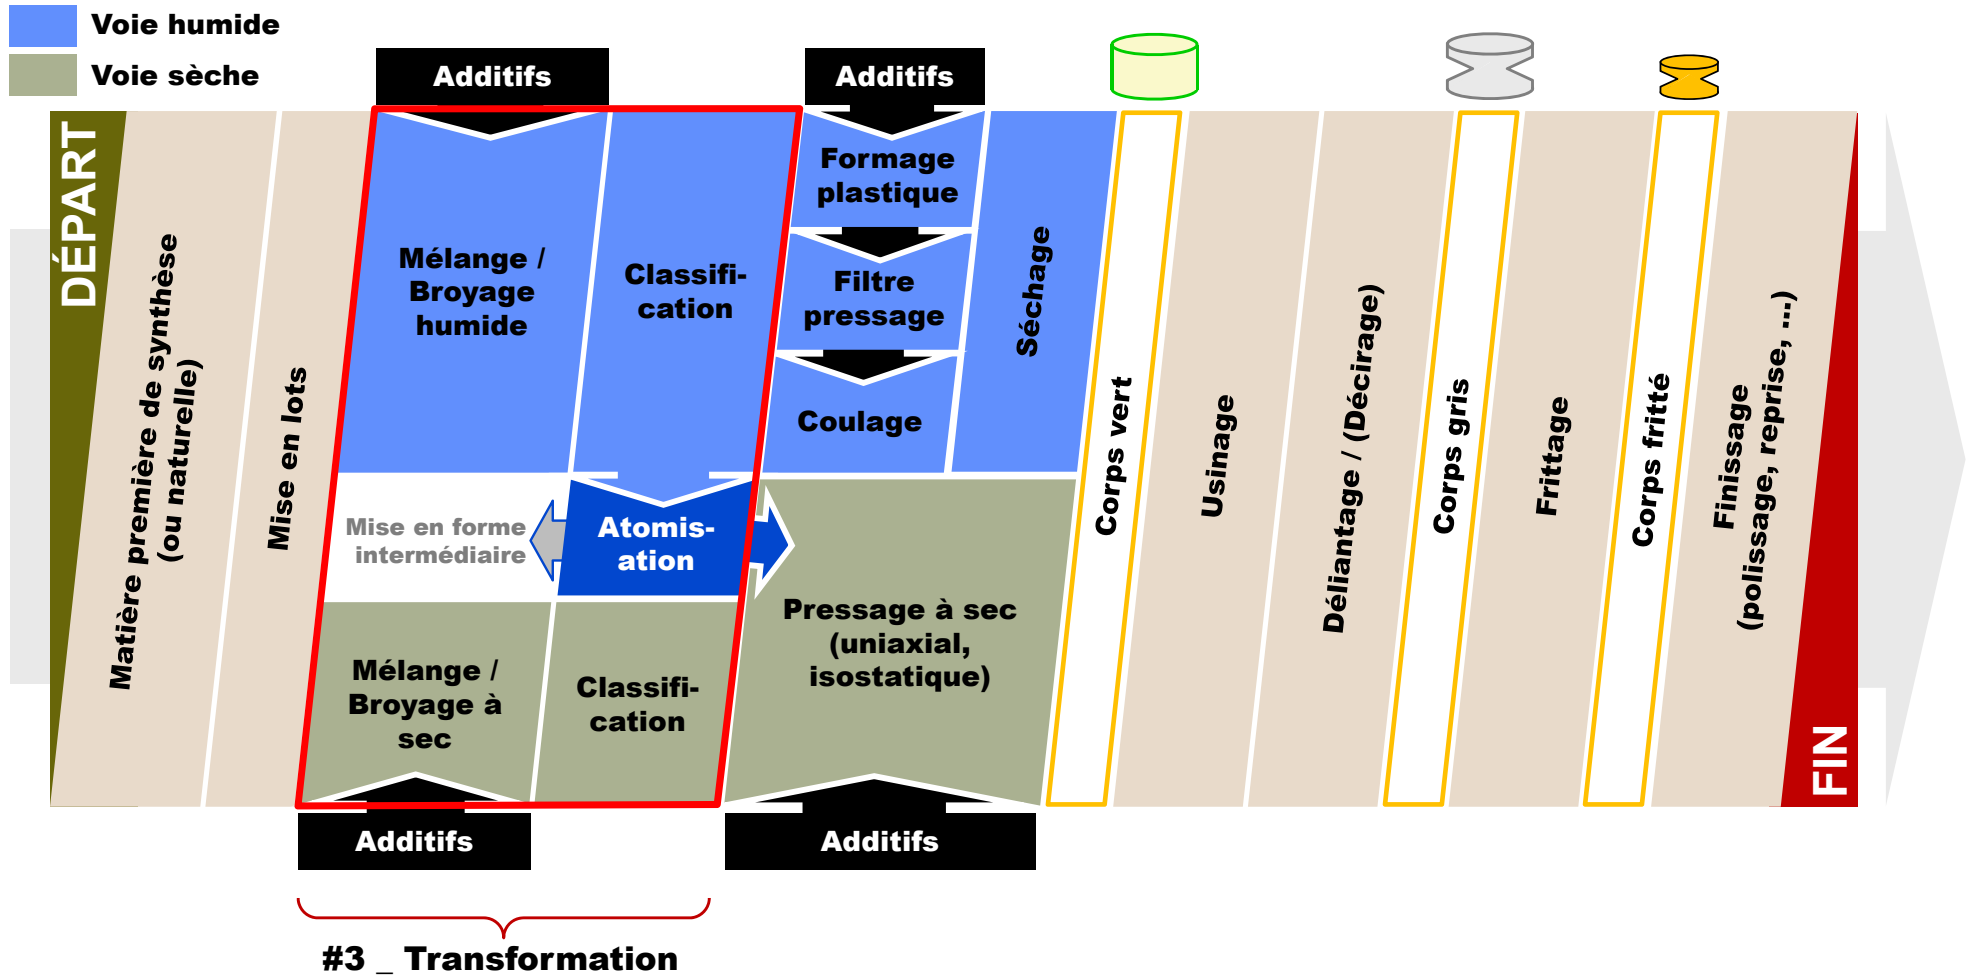 Voie humide
Voie sèche
Additifs
Additifs
DÉPART
Matière première de synthèse
(ou naturelle)
Mise en lots
Mélange /
Broyage
humide
Classifi-
cation
Formage
plastique
Filtre
pressage
Coulage
Séchage
Mise en forme
intermédiaire
Atomis-
ation
Mélange /
Broyage à
sec
Classifi-
cation
Pressage à sec
(uniaxial,
isostatique)
Corps vert
Usinage
Déliantage / (Décirage)
Corps gris
Frittage
Corps fritté
Finissage
(polissage, reprise, ...)
FIN
Additifs
Additifs
#3 _ Transformation